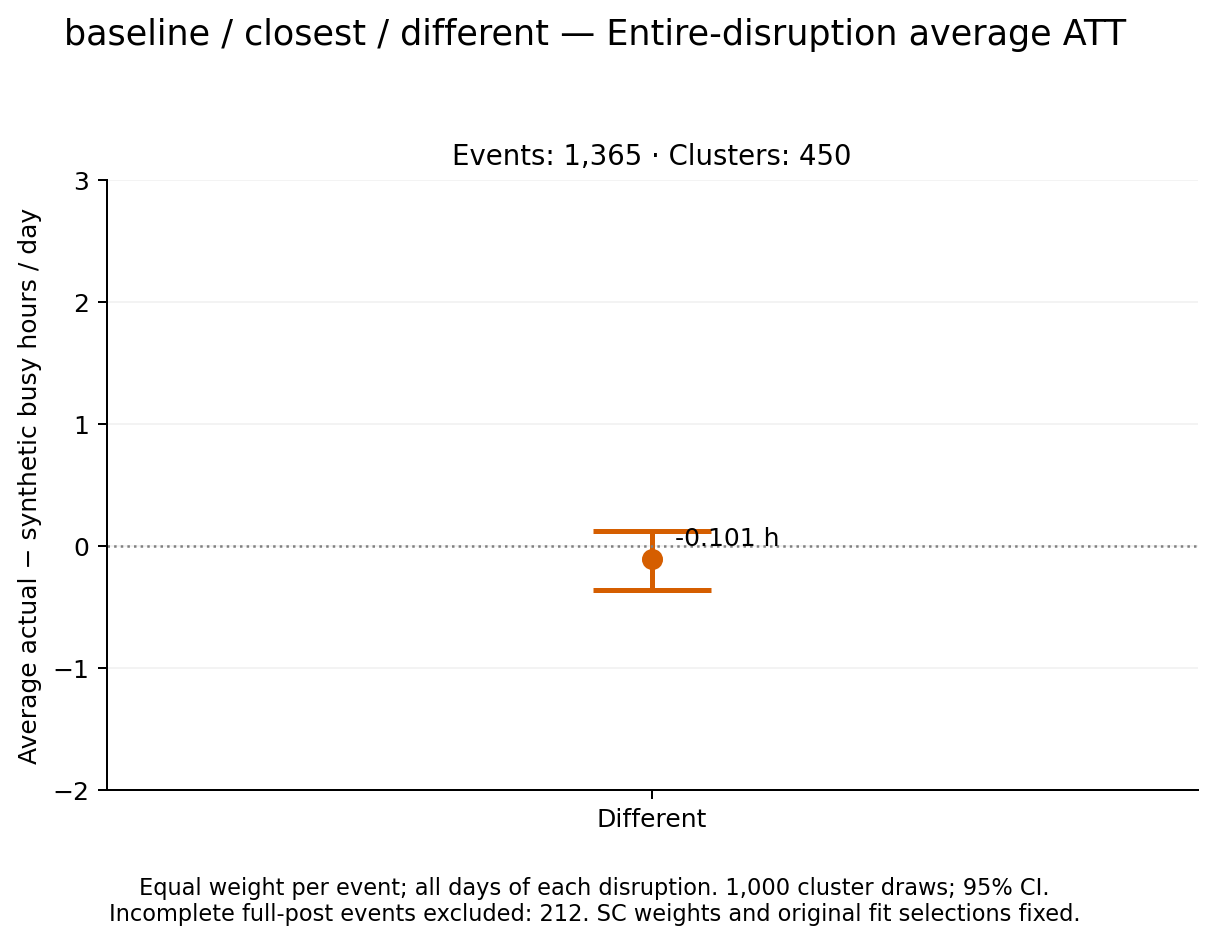 baseline / closest / different — Entire-disruption average ATT
Events: 1,365 · Clusters: 450
Average actual − synthetic busy hours / day
3
2
1
0
−1
−2
-0.101 h
Different
Equal weight per event; all days of each disruption. 1,000 cluster draws; 95% CI.
Incomplete full-post events excluded: 212. SC weights and original fit selections fixed.